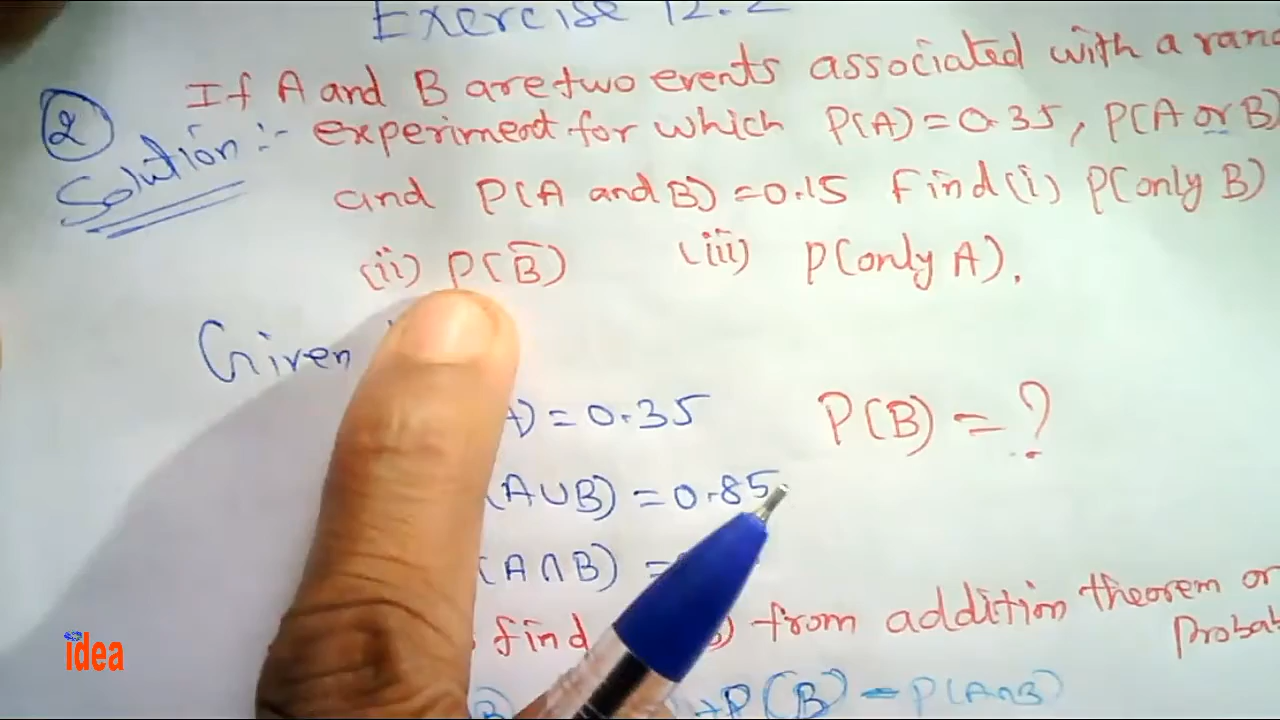 Exercise 12.2
② If A and B are two events associated with a
Solution :- experiment for which P(A) = 0.35, P(A or B)
and P(A and B) = 0.15 Find (i) P(only B)
(ii) P(B̅) (iii) P(only A).
Given
A) = 0.35 P(B) = ?
(A∪B) = 0.85
(A∩B) =
find from addition theorem or
+P(B) - P(A∩B)
idea